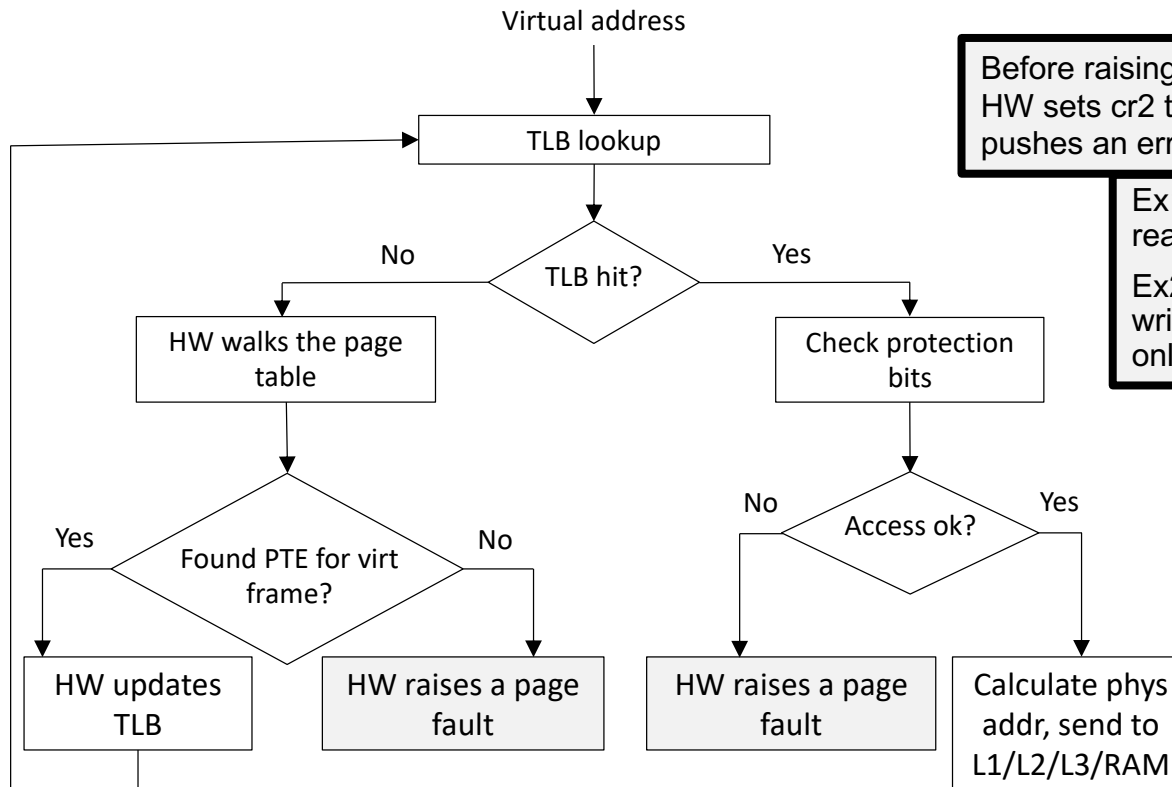 Virtual address
Before raising
HW sets cr2 t
pushes an err
TLB lookup
Ex
rea
Ex2
wri
onl
No
TLB hit?
Yes
HW walks the page
table
Check protection
bits
Yes
Found PTE for virt
frame?
No
No
Access ok?
Yes
HW updates
TLB
HW raises a page
fault
HW raises a page
fault
Calculate phys
addr, send to
L1/L2/L3/RAM